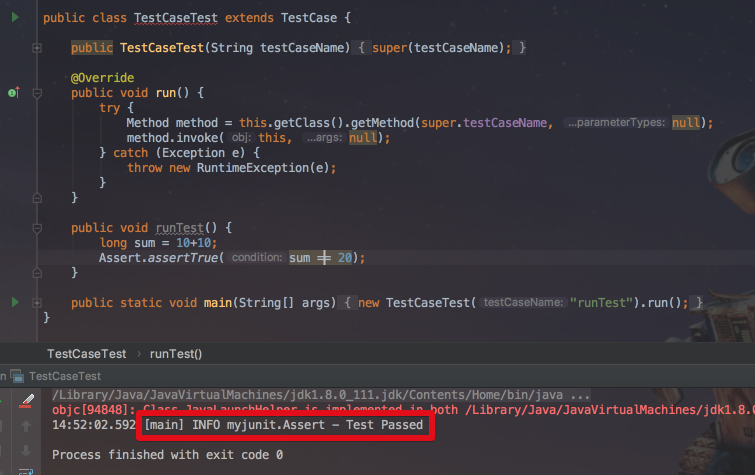 public class TestCaseTest extends TestCase {
public TestCaseTest(String testCaseName) { super(testCaseName); }
@Override
public void run() {
try {
Method method = this.getClass().getMethod(super.testCaseName, ...parameterTypes: null);
method.invoke( obj: this, ...args: null);
} catch (Exception e) {
throw new RuntimeException(e);
}
}
public void runTest() {
long sum = 10+10;
Assert.assertTrue( condition: sum == 20);
}
public static void main(String[] args) { new TestCaseTest( testCaseName: "runTest").run(); }
}
TestCaseTest › runTest()
n TestCaseTest
/Library/Java/JavaVirtualMachines/jdk1.8.0_111.jdk/Contents/Home/bin/java ...
objc[94848]: Class JavaLaunchHelper is implemented in both /Library/Java/JavaVirtualMachines/jdk1.8.0
14:52:02.592 [main] INFO myjunit.Assert - Test Passed
Process finished with exit code 0